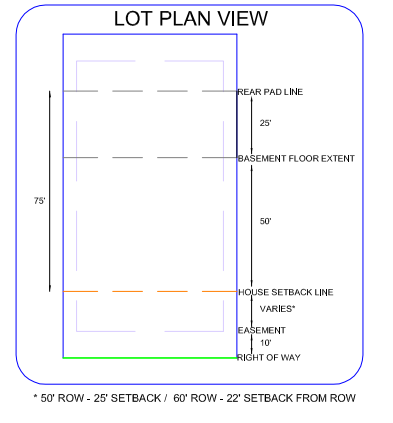 LOT PLAN VIEW
REAR PAD LINE
25'
BASEMENT FLOOR EXTENT
75'
50'
HOUSE SETBACK LINE
VARIES*
EASEMENT
10'
RIGHT OF WAY
* 50' ROW - 25' SETBACK / 60' ROW - 22' SETBACK FROM ROW